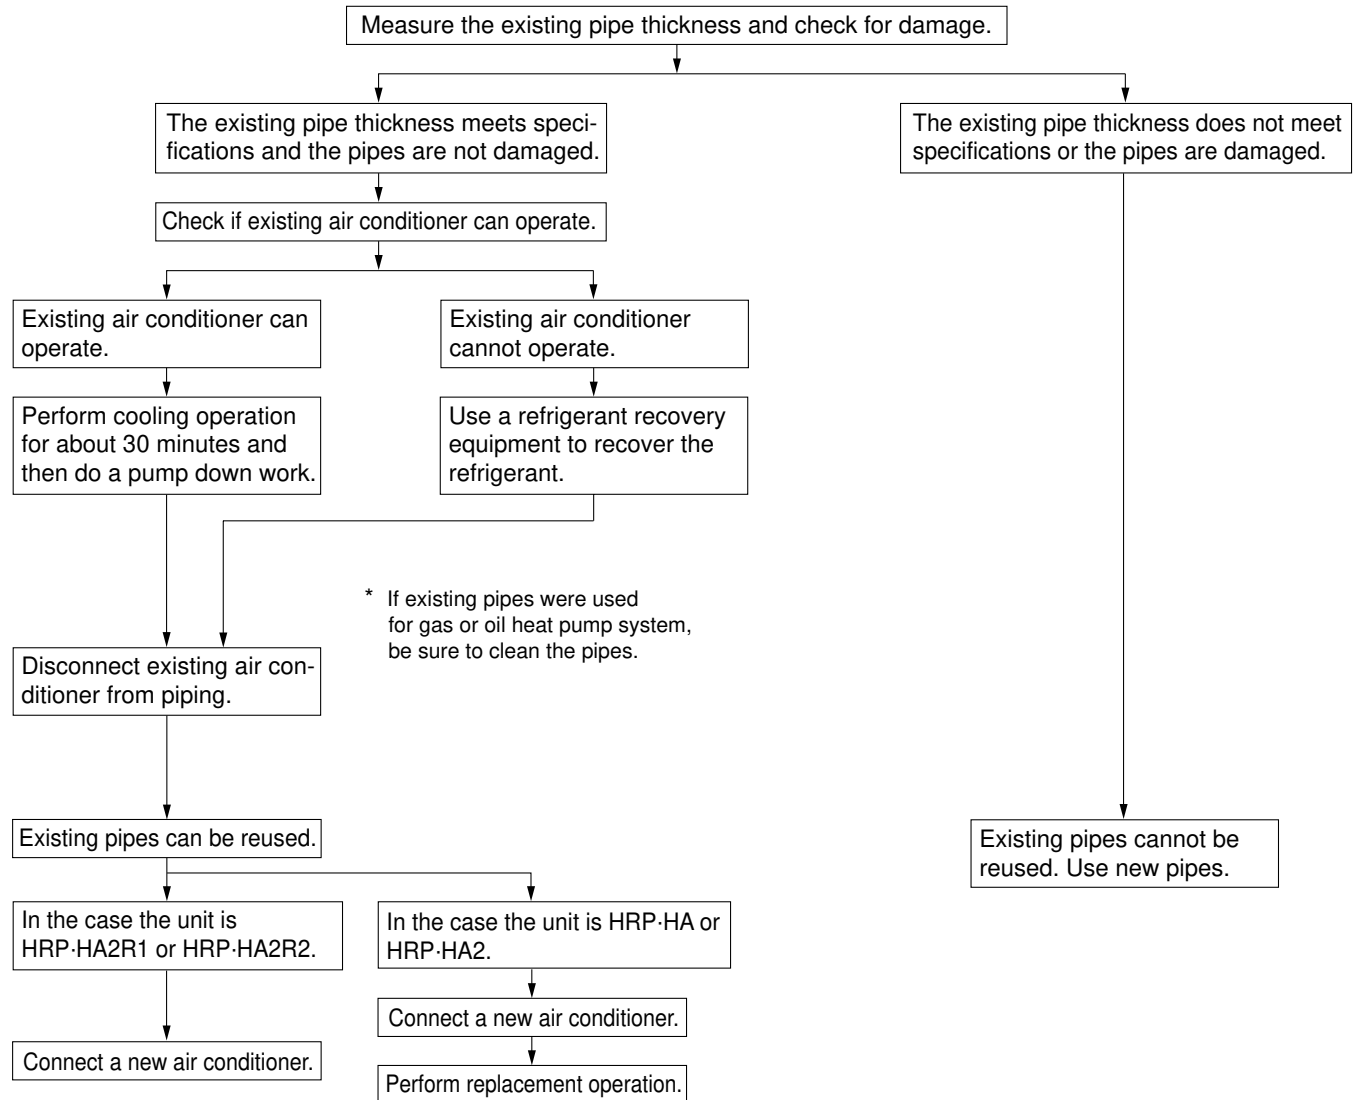 Measure the existing pipe thickness and check for damage.
The existing pipe thickness meets speci-
fications and the pipes are not damaged.
The existing pipe thickness does not meet
specifications or the pipes are damaged.
Check if existing air conditioner can operate.
Existing air conditioner can
operate.
Existing air conditioner
cannot operate.
Perform cooling operation
for about 30 minutes and
then do a pump down work.
Use a refrigerant recovery
equipment to recover the
refrigerant.
* If existing pipes were used
for gas or oil heat pump system,
be sure to clean the pipes.
Disconnect existing air con-
ditioner from piping.
Existing pipes can be reused.
Existing pipes cannot be
reused. Use new pipes.
In the case the unit is
HRP·HA2R1 or HRP·HA2R2.
In the case the unit is HRP·HA or
HRP·HA2.
Connect a new air conditioner.
Connect a new air conditioner.
Perform replacement operation.